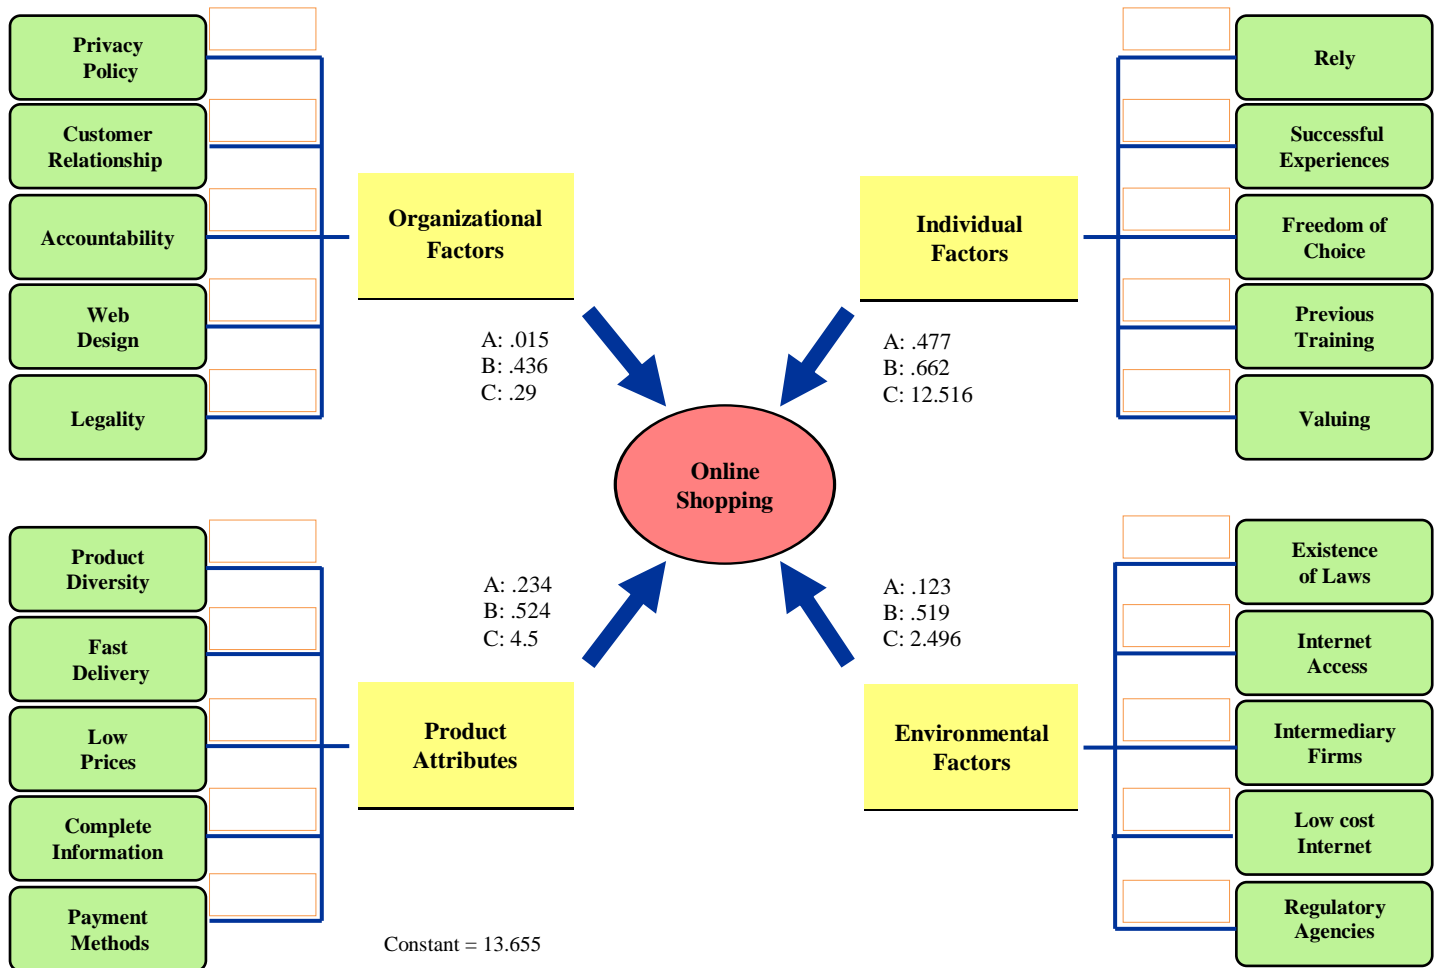 Privacy
Policy
Customer
Relationship
Accountability
Web
Design
Legality
Organizational
Factors
A: .015
B: .436
C: .29
Individual
Factors
A: .477
B: .662
C: 12.516
Rely
Successful
Experiences
Freedom of
Choice
Previous
Training
Valuing
Online
Shopping
Product
Diversity
Fast
Delivery
Low
Prices
Complete
Information
Payment
Methods
A: .234
B: .524
C: 4.5
Product
Attributes
A: .123
B: .519
C: 2.496
Environmental
Factors
Existence
of Laws
Internet
Access
Intermediary
Firms
Low cost
Internet
Regulatory
Agencies
Constant = 13.655